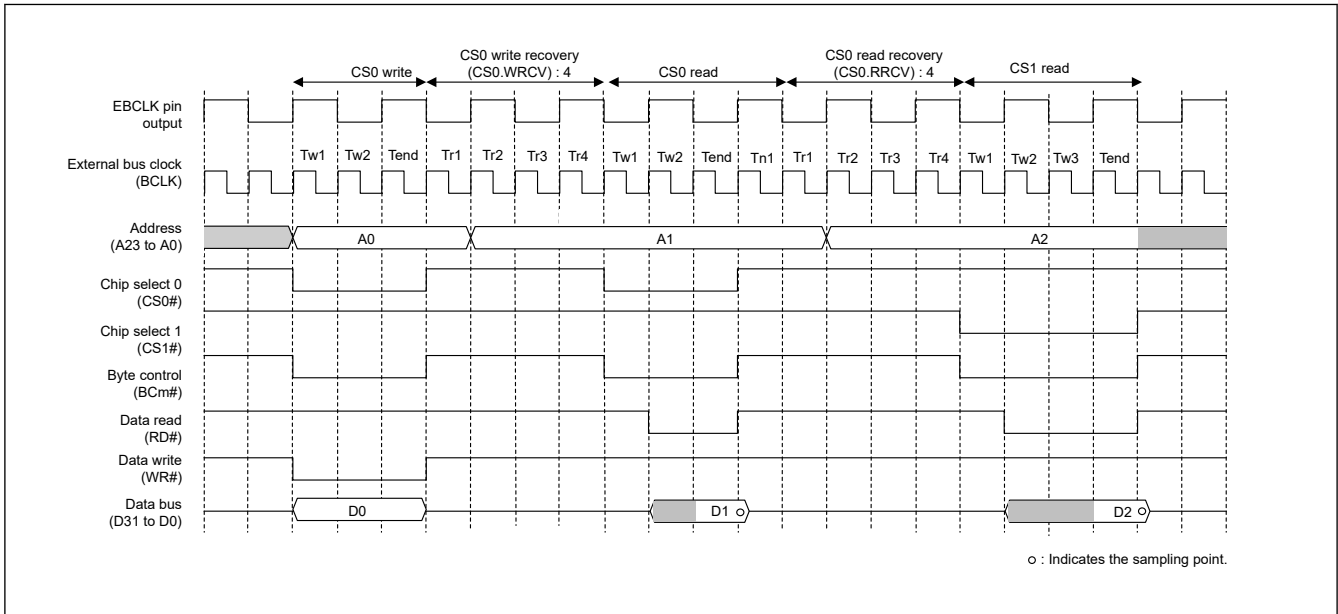 CS0 write
CS0 write recovery
(CS0.WRCV) : 4
CS0 read
CS0 read recovery
(CS0.RRCV) : 4
CS1 read
EBCLK pin
output
Tw1 Tw2 Tend Tr1 Tr2 Tr3 Tr4 Tw1 Tw2 Tend Tn1 Tr1 Tr2 Tr3 Tr4 Tw1 Tw2 Tw3 Tend
External bus clock
(BCLK)
Address
(A23 to A0)
A0 A1 A2
Chip select 0
(CS0#)
Chip select 1
(CS1#)
Byte control
(BCm#)
Data read
(RD#)
Data write
(WR#)
Data bus
(D31 to D0)
D0 D1 D2
o : Indicates the sampling point.